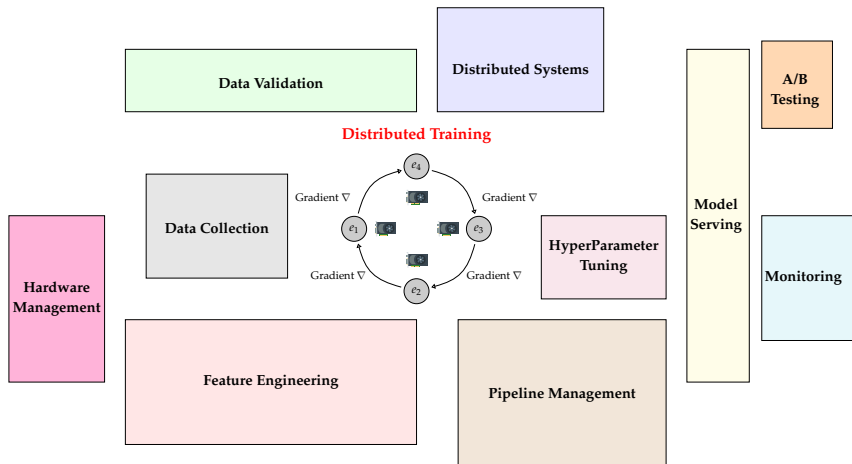 Distributed Systems
Data Validation
A/B
Testing
Distributed Training
e₄
Gradient ∇
Gradient ∇
Data Collection
e₁
e₃
Model
Serving
HyperParameter
Tuning
Gradient ∇
Gradient ∇
Monitoring
Hardware
Management
e₂
Feature Engineering
Pipeline Management